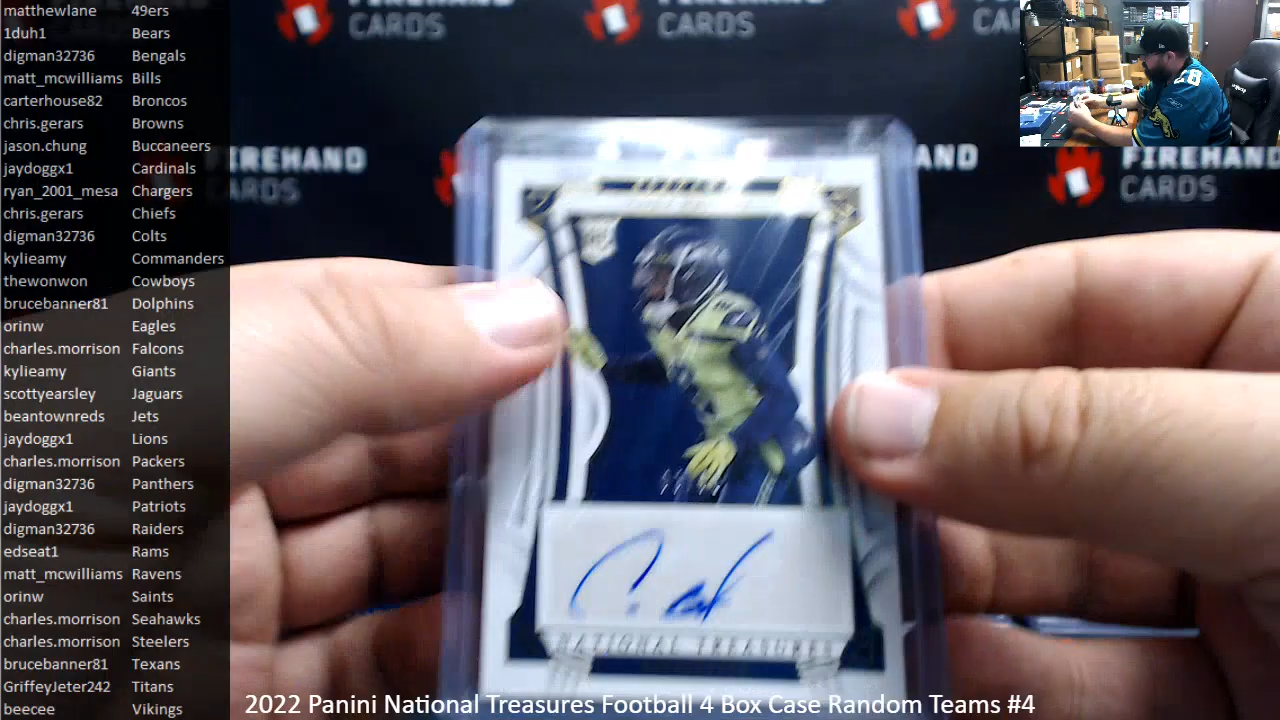 matthewlane 49ers
1duh1 Bears
digman32736 Bengals
matt_mcwilliams Bills
carterhouse82 Broncos
chris.gerars Browns
jason.chung Buccaneers
jaydoggx1 Cardinals
ryan_2001_mesa Chargers
chris.gerars Chiefs
digman32736 Colts
kylieamy Commanders
thewonwon Cowboys
brucebanner81 Dolphins
orinw Eagles
charles.morrison Falcons
kylieamy Giants
scottyearsley Jaguars
beantownreds Jets
jaydoggx1 Lions
charles.morrison Packers
digman32736 Panthers
jaydoggx1 Patriots
digman32736 Raiders
edseat1 Rams
matt_mcwilliams Ravens
orinw Saints
charles.morrison Seahawks
charles.morrison Steelers
brucebanner81 Texans
GriffeyJeter242 Titans
beecee Vikings
CARDS
CARDS
FIREHAND
CARDS
FIREHAND
CARDS
28
NATIONAL TREASURES
2022 Panini National Treasures Football 4 Box Case Random Teams #4